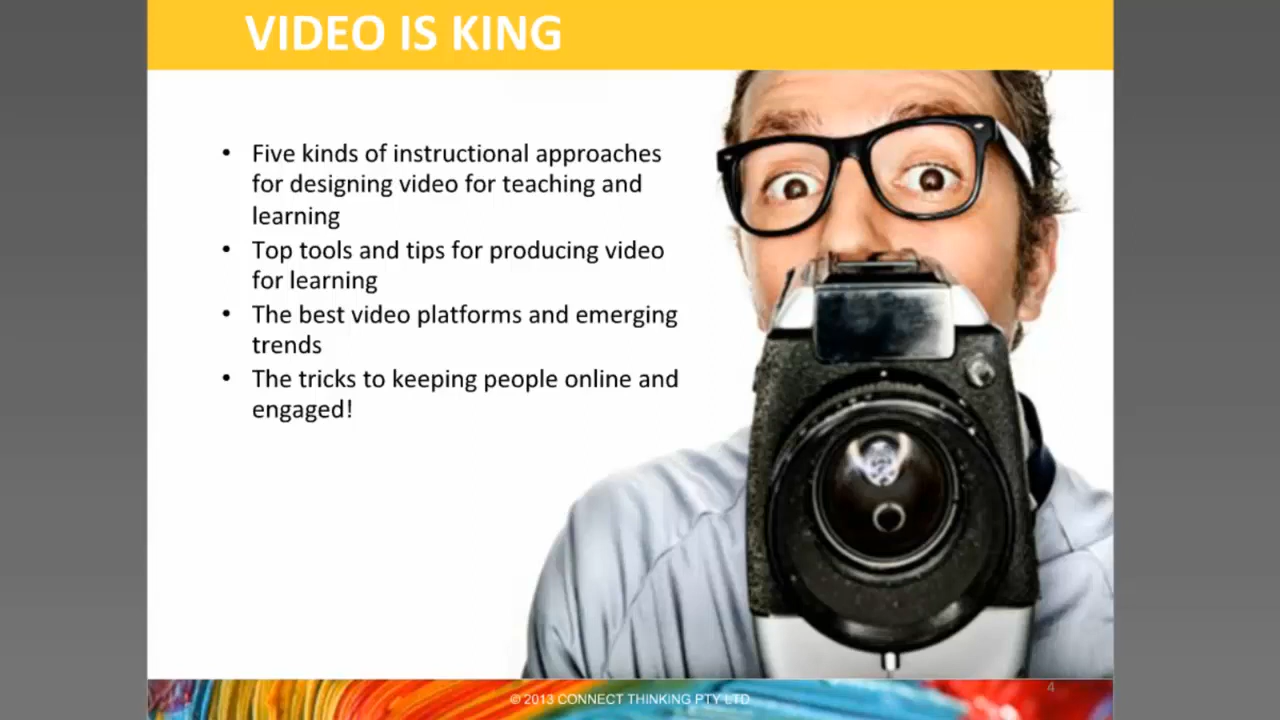 VIDEO IS KING
• Five kinds of instructional approaches
for designing video for teaching and
learning
• Top tools and tips for producing video
for learning
• The best video platforms and emerging
trends
• The tricks to keeping people online and
engaged!
© 2013 CONNECT THINKING PTY LTD
4